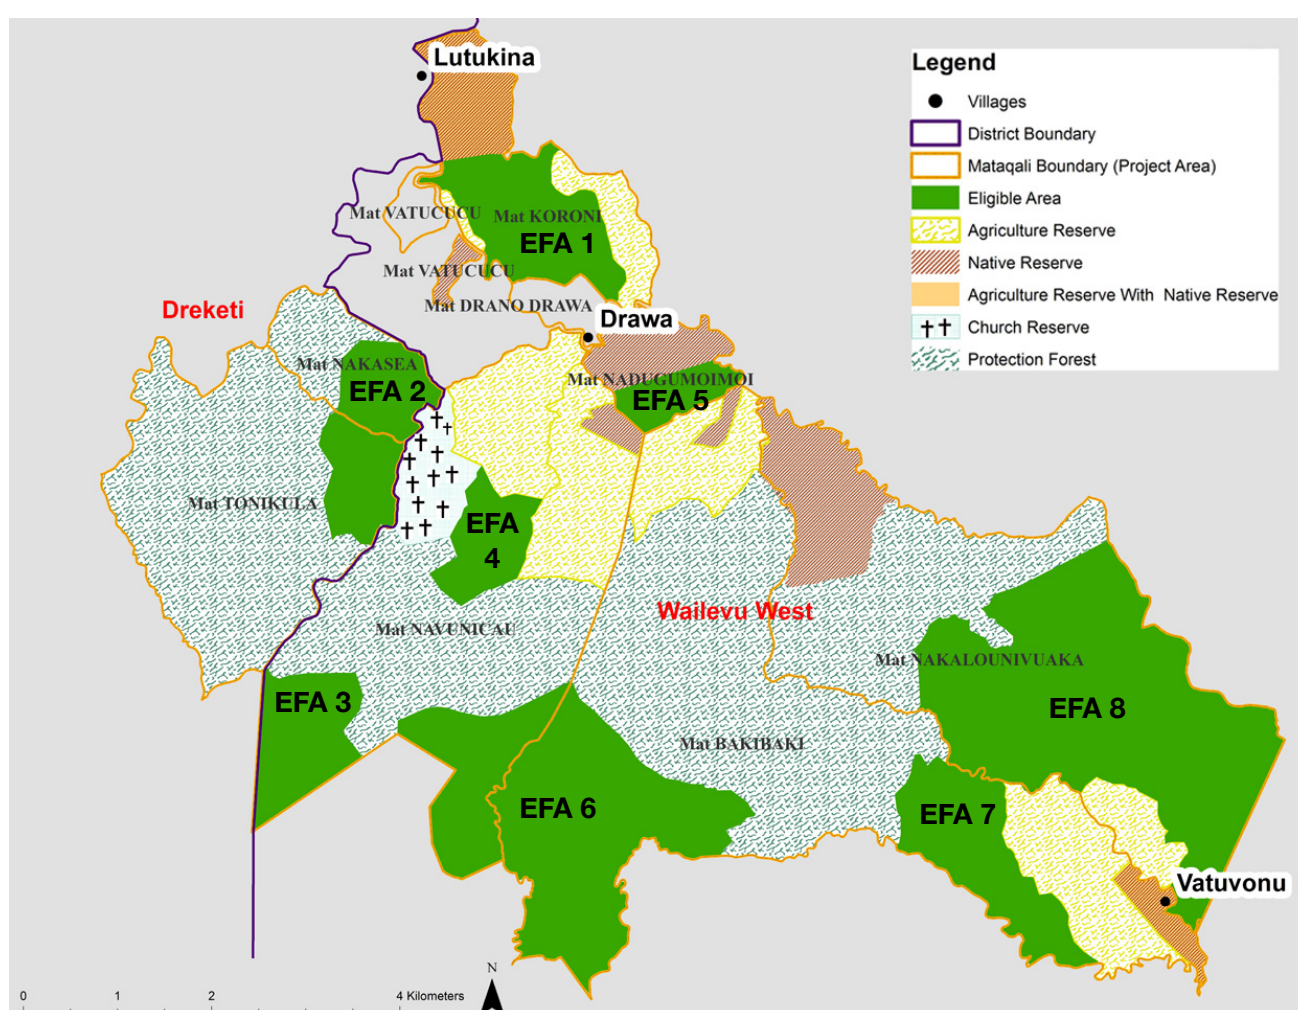 Lutukina
Legend
Villages
District Boundary
Mataqali Boundary (Project Area)
Eligible Area
Agriculture Reserve
Native Reserve
Agriculture Reserve With Native Reserve
Church Reserve
Protection Forest
Mat VATUCUCU
Mat KORONI
EFA 1
Mat VATUCUCU
Mat DRANO DRAWA
Dreketi
Drawa
Mat NAKASEA
EFA 2
Mat NADUGUMOIMOI
EFA 5
Mat TONIKULA
EFA
4
Wailevu West
Mat NAVUNICAU
Mat NAKALOUNIVUAKA
EFA 3
EFA 8
Mat BAKIBAKI
EFA 6
EFA 7
Vatuvonu
N
0 1 2 4 Kilometers